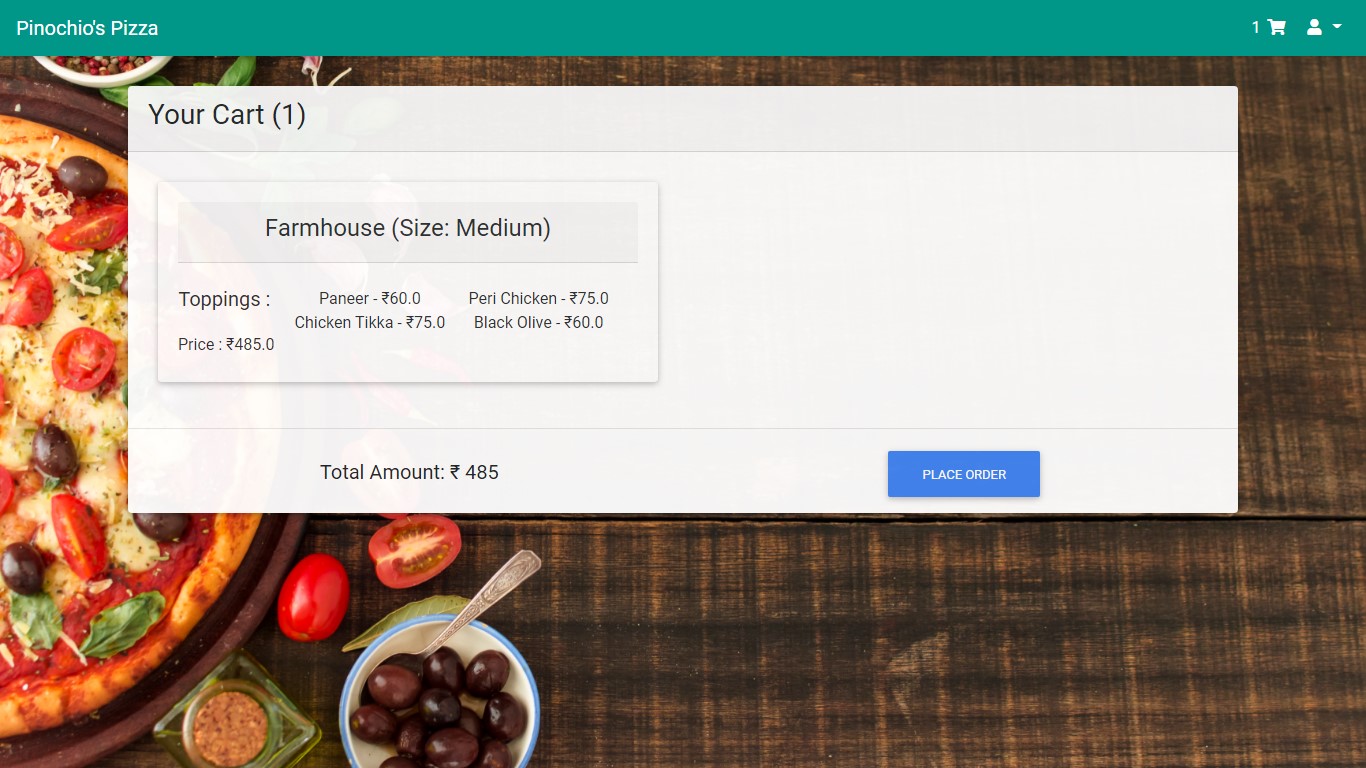 Pinochio's Pizza
1
Your Cart (1)
Farmhouse (Size: Medium)
Toppings :
Paneer - ₹60.0 Peri Chicken - ₹75.0
Chicken Tikka - ₹75.0 Black Olive - ₹60.0
Price : ₹485.0
Total Amount: ₹ 485
PLACE ORDER